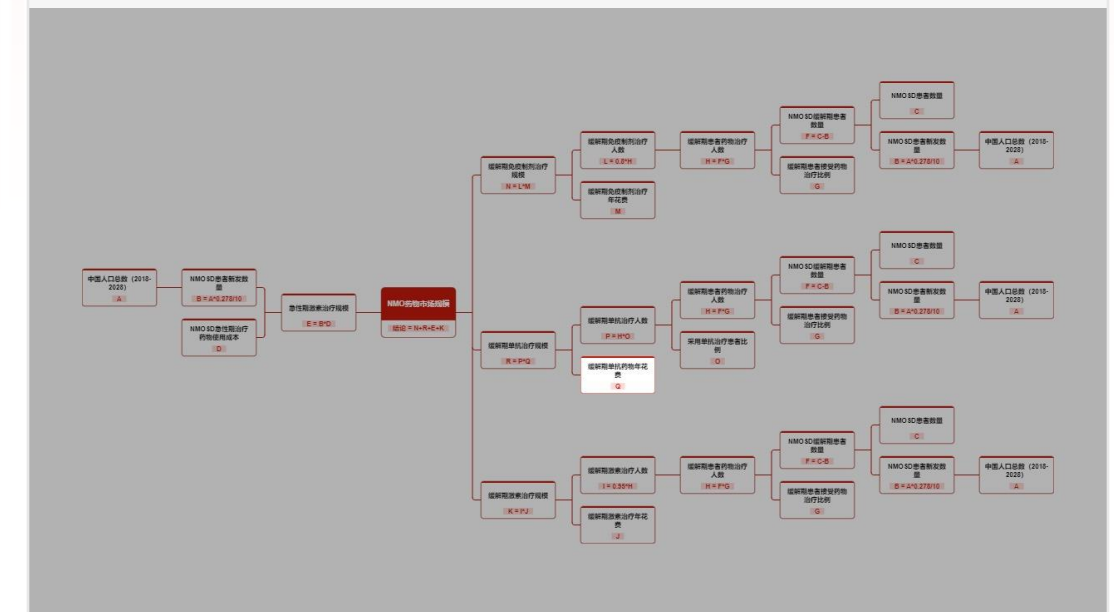 中国人口总数（2018-
2028）
A
NMOSD患者新发数
量
B = A*0.278/10
NMOSD急性期治疗
药物使用成本
D
急性期激素治疗规模
E = B*D
NMO药物市场规模
结论 = N+R+E+K
缓解期免疫制剂治疗
规模
N = L*M
缓解期免疫制剂治疗
人数
L = 0.8*H
缓解期免疫制剂治疗
年花费
M
缓解期患者药物治疗
人数
H = F*G
NMOSD缓解期患者
数量
F = C-B
缓解期患者接受药物
治疗比例
G
NMOSD患者数量
C
NMOSD患者新发数
量
B = A*0.278/10
中国人口总数（2018-
2028）
A
缓解期单抗治疗规模
R = P*Q
缓解期单抗治疗人数
P = H*O
缓解期单抗药物年花
费
Q
缓解期患者药物治疗
人数
H = F*G
采用单抗治疗患者比
例
O
NMOSD缓解期患者
数量
F = C-B
缓解期患者接受药物
治疗比例
G
NMOSD患者数量
C
NMOSD患者新发数
量
B = A*0.278/10
中国人口总数（2018-
2028）
A
缓解期激素治疗规模
K = I*J
缓解期激素治疗人数
I = 0.95*H
缓解期激素治疗年花
费
J
缓解期患者药物治疗
人数
H = F*G
NMOSD缓解期患者
数量
F = C-B
缓解期患者接受药物
治疗比例
G
NMOSD患者数量
C
NMOSD患者新发数
量
B = A*0.278/10
中国人口总数（2018-
2028）
A